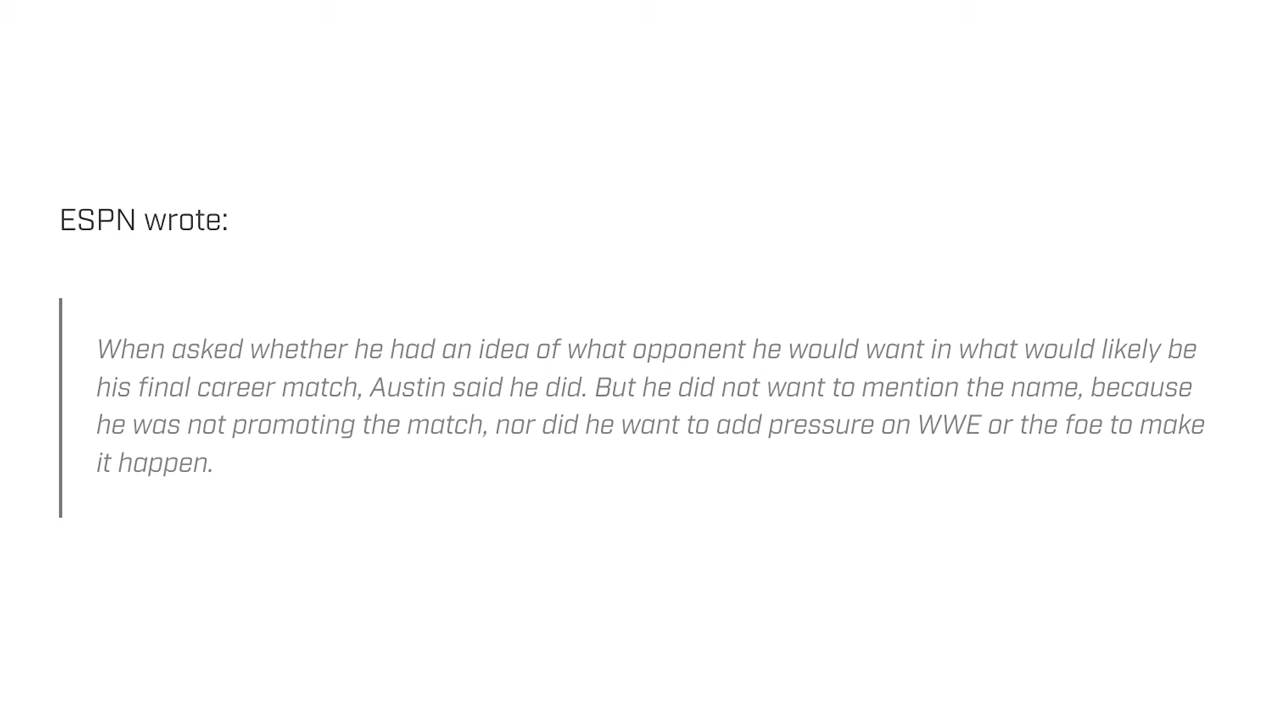 ESPN wrote:
When asked whether he had an idea of what opponent he would want in what would likely be
his final career match, Austin said he did. But he did not want to mention the name, because
he was not promoting the match, nor did he want to add pressure on WWE or the foe to make
it happen.